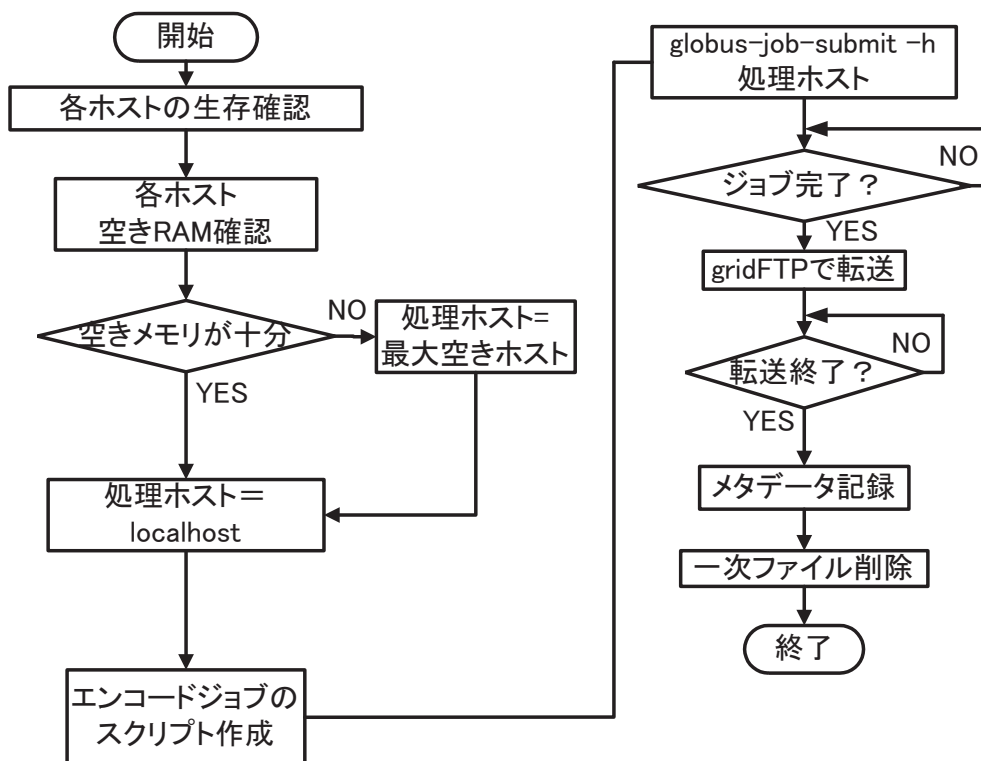 開始
各ホストの生存確認
各ホスト
空きRAM確認
空きメモリが十分
NO
処理ホスト=
最大空きホスト
YES
処理ホスト＝
localhost
エンコードジョブの
スクリプト作成
globus-job-submit -h
処理ホスト
NO
ジョブ完了？
YES
gridFTPで転送
NO
転送終了？
YES
メタデータ記録
一次ファイル削除
終了